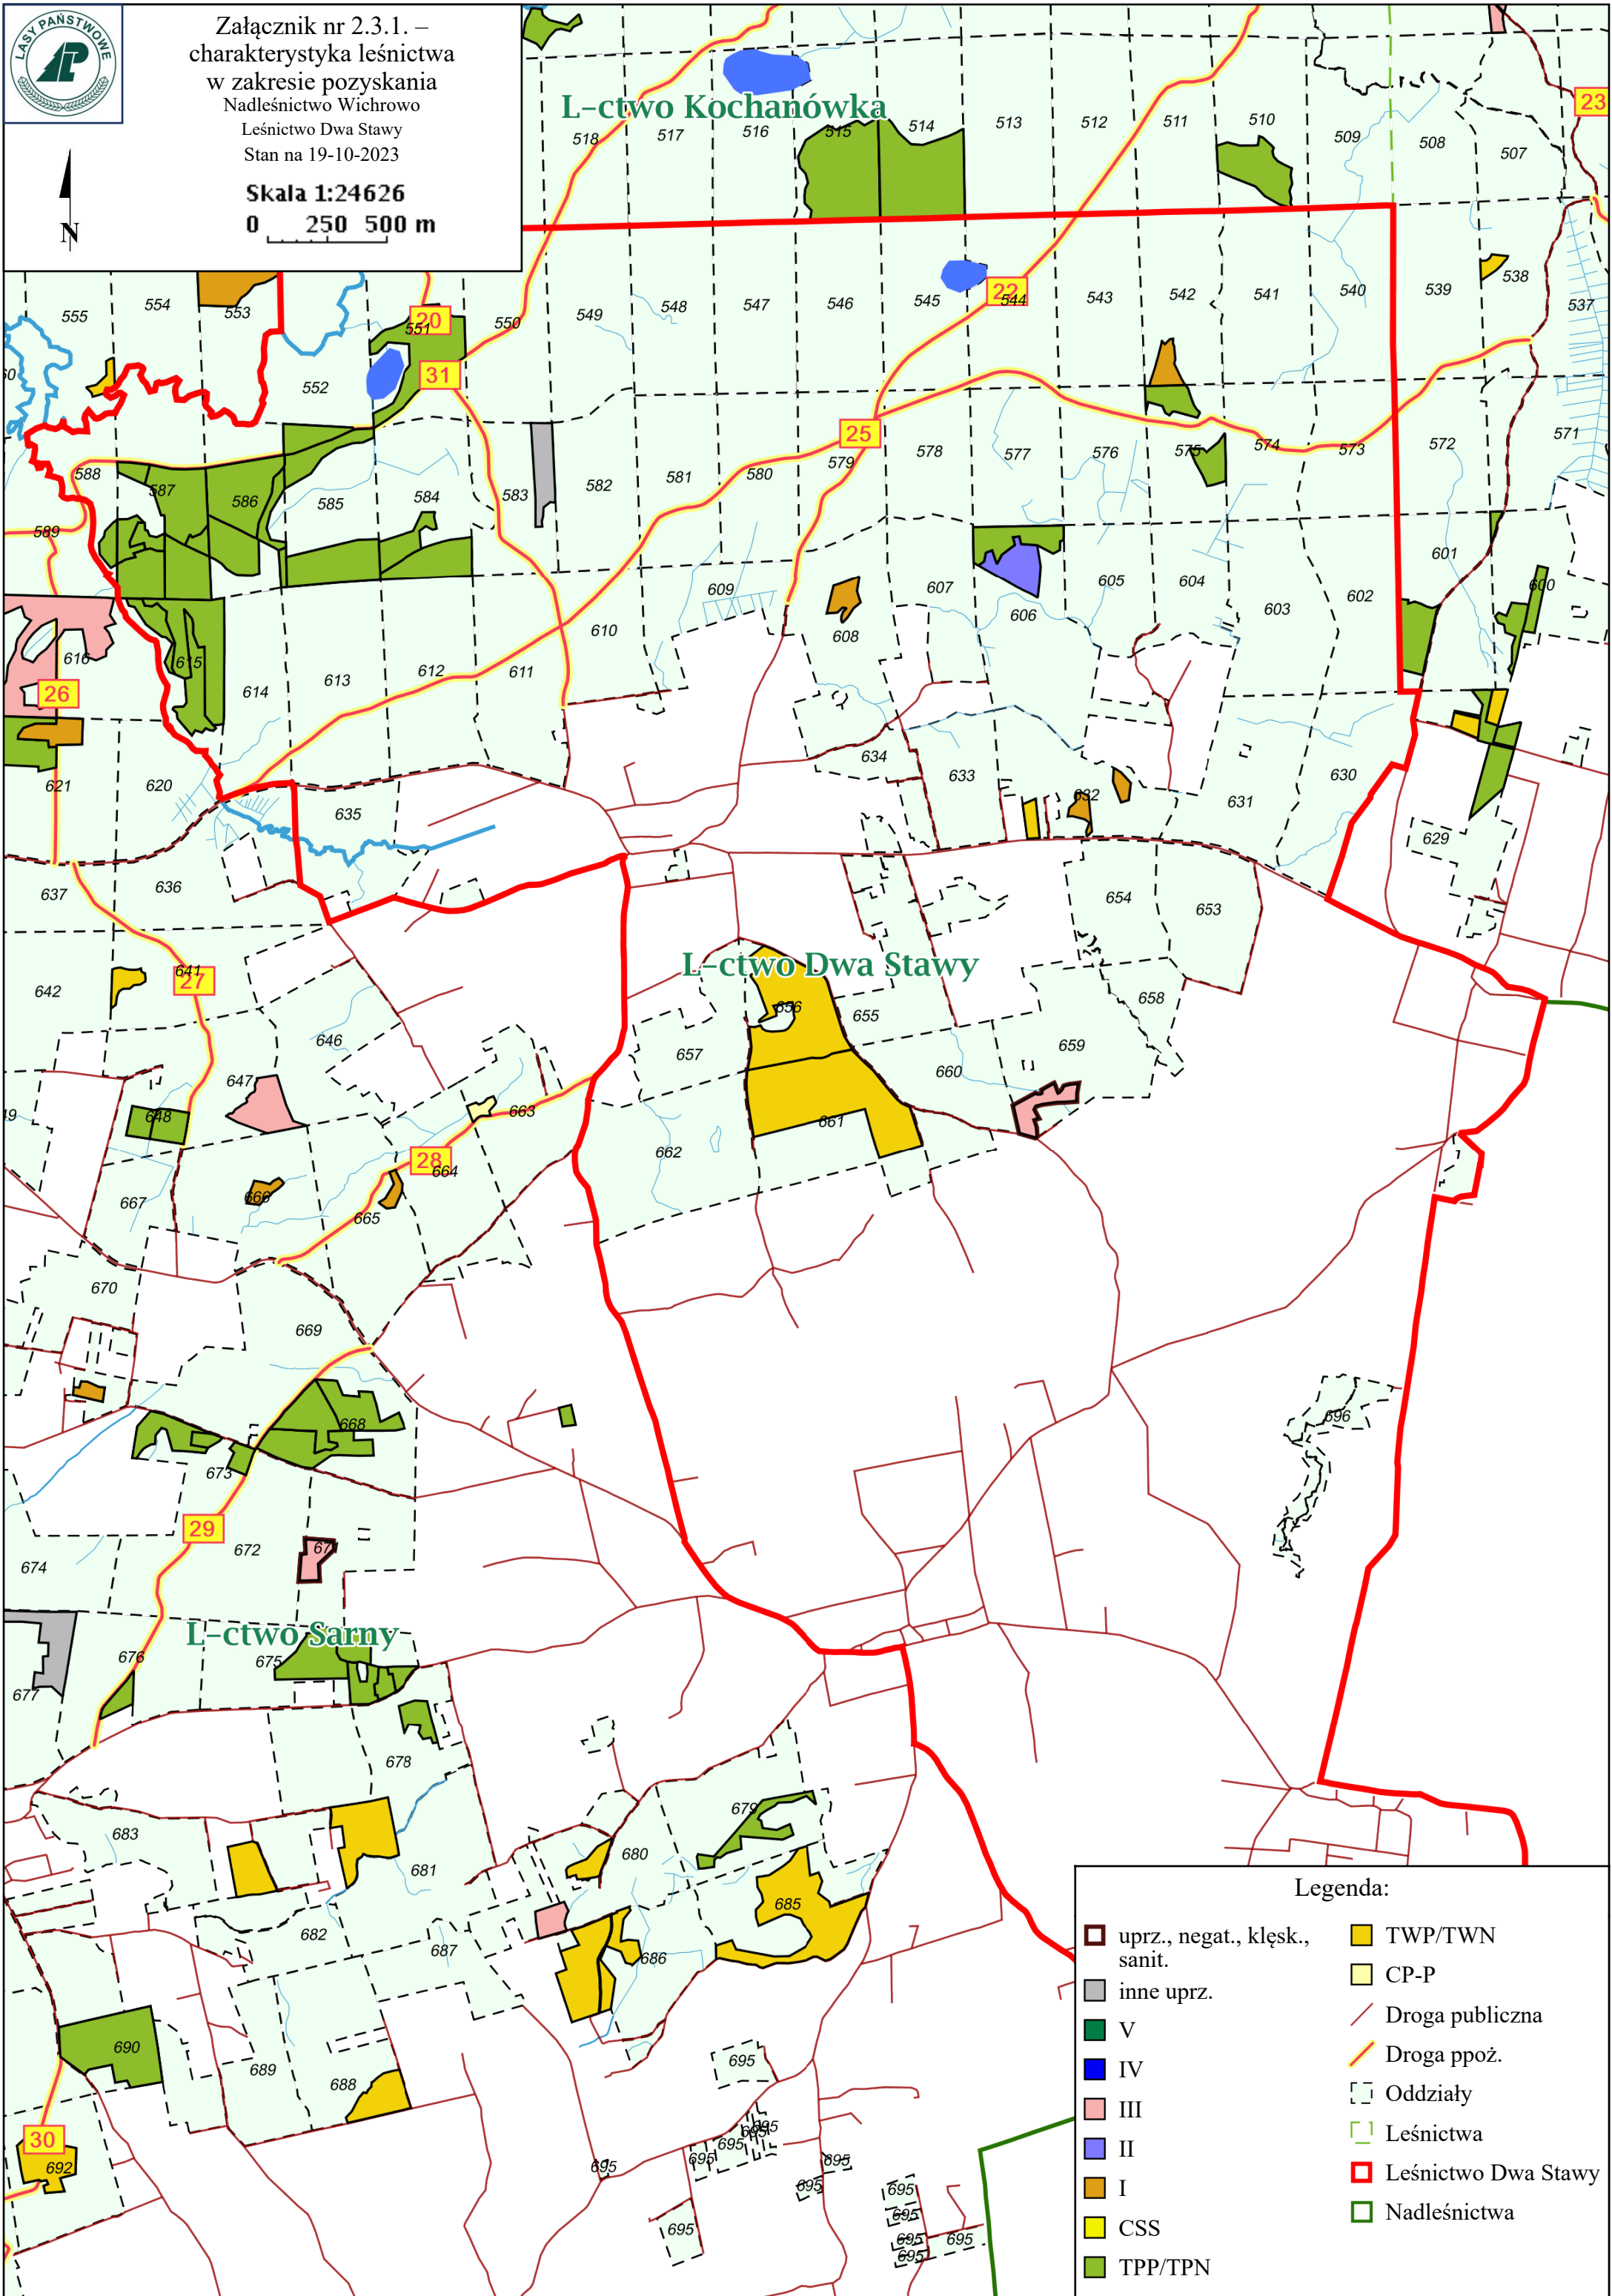 LASY PAŃSTWOWE
Załącznik nr 2.3.1. –
charakterystyka leśnictwa
w zakresie pozyskania
Nadleśnictwo Wichrowo
Leśnictwo Dwa Stawy
Stan na 19-10-2023
Skala 1:24626
0 250 500 m
N
L-ctwo Kochanówka
23
518 517 516 515 514 513 512 511 510 509 508 507
555 554 553 20 551 550 549 548 547 546 545 22 544 543 542 541 540 539 538 537
31 552
25
588 587 586 585 584 583 582 581 580 579 578 577 576 575 574 573 572 571
589
616 615 614 613 612 611 610 609 608 607 606 605 604 603 602 601 600
26
621 620 635 634 633 632 631 630 629
637 636 654 653
L-ctwo Dwa Stawy
642 641 27 656 655 658
646 657 660 659
647 648 663 661
28 664 662
667 666 665
670
669
696
668
673
29
674 672 671
L-ctwo Sarny
677 676 675
678
683 681 680 679
682 687 686 685
690 689 688 695
30
692 695 695 695 695 695 695 695
695 695 695 695 695 695
Legenda:
uprz., negat., klęsk.,
sanit.
inne uprz.
V
IV
III
II
I
CSS
TPP/TPN
TWP/TWN
CP-P
Droga publiczna
Droga ppoż.
Oddziały
Leśnictwa
Leśnictwo Dwa Stawy
Nadleśnictwa